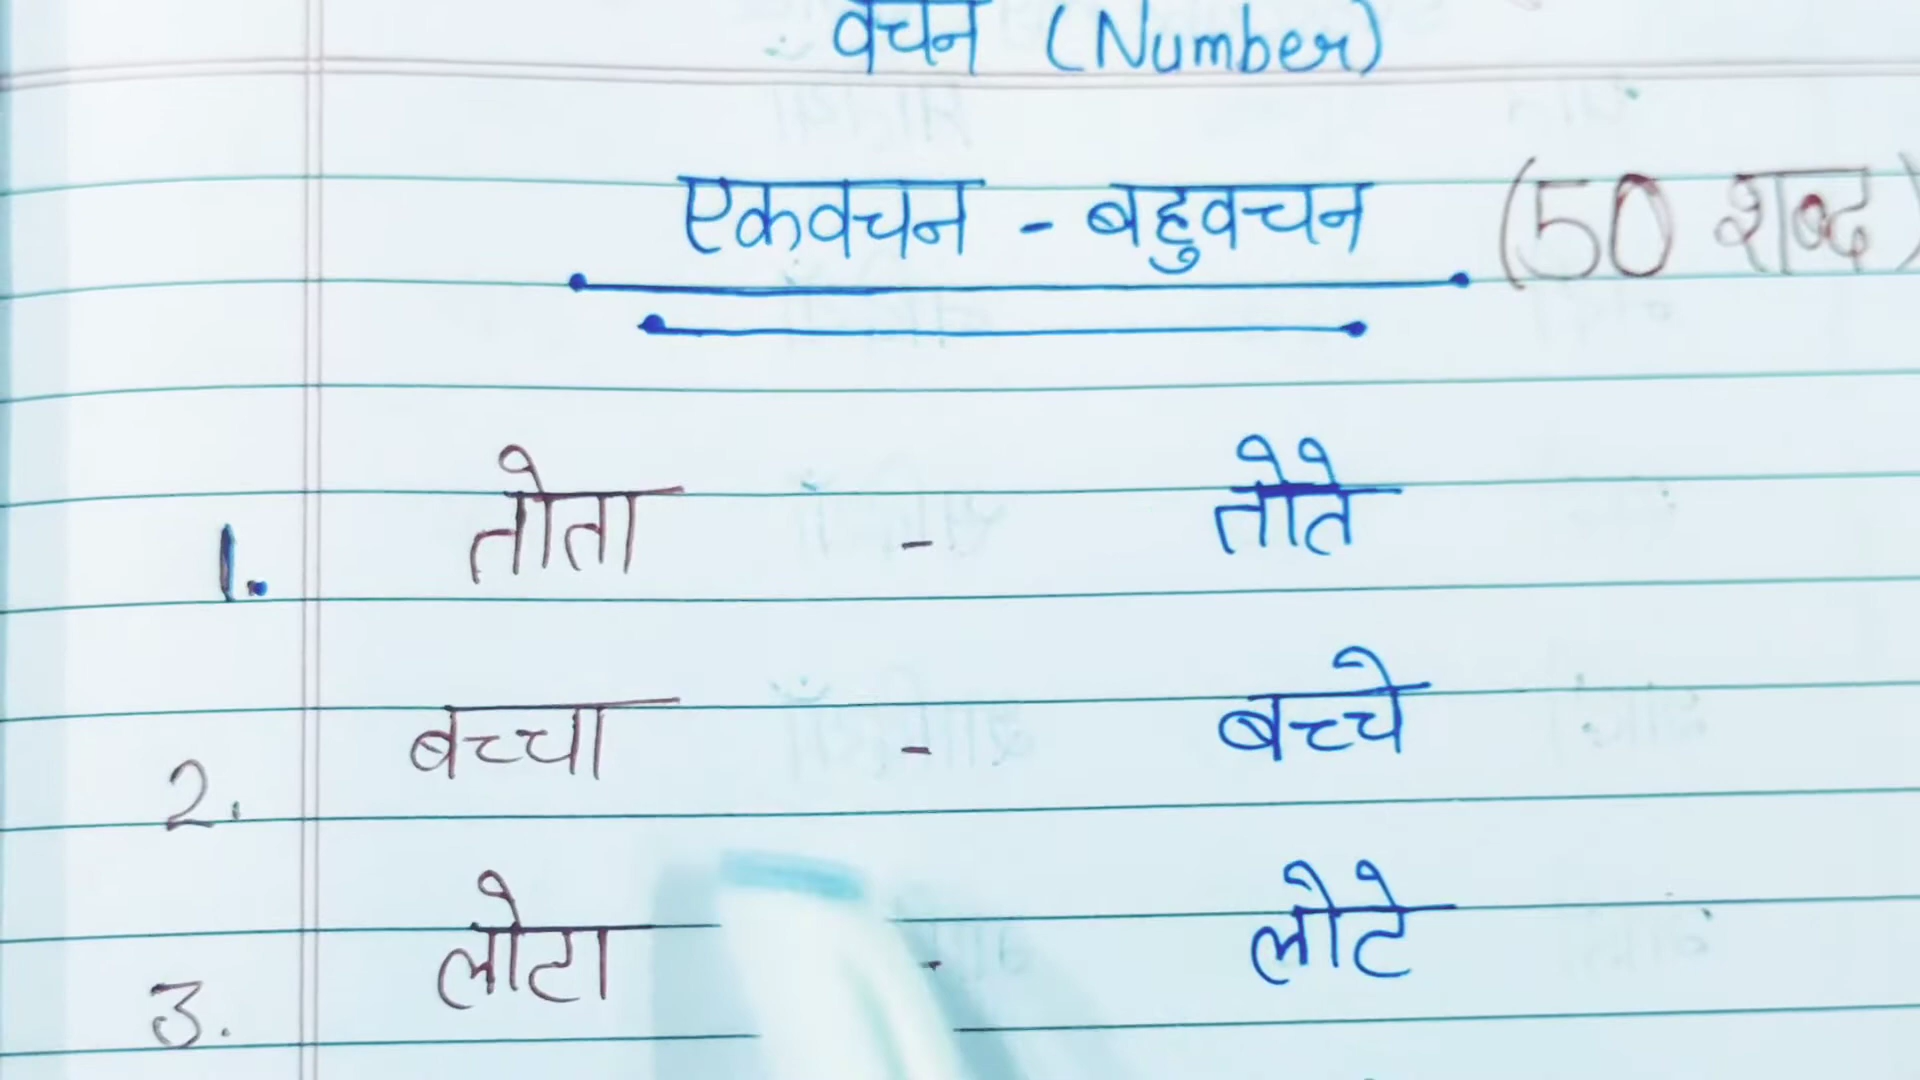 वचन (Number)
एकवचन - बहुवचन (50 शब्द)
1. तोता - तोते
2. बच्चा - बच्चे
3. लोटा - लोटे